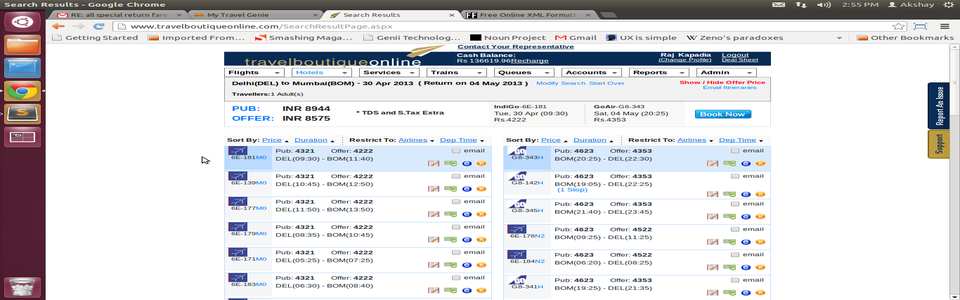 Search Results - Google Chrome
2:55 PM Akshay
RE: all special return fare
My Travel Genie
Search Results
Free Online XML Formatt
www.travelboutiqueonline.com/SearchResultPage.aspx
Getting Started Imported From... Smashing Maga... Genii Technolog... Noun Project Gmail UX is simple Zeno's paradoxes Other Bookmarks
Contact Your Representative
travelboutiqueonline
Cash Balance: Raj Kapadia Logout
Rs 136619.96 Recharge (Change Profile) Deal Sheet
Flights Hotels Services Trains Queues Accounts Reports Admin
Delhi(DEL) to Mumbai(BOM) - 30 Apr 2013 ( Return on 04 May 2013 ) Modify Search Start Over Show / Hide Offer Price
Email Itineraries
Travellers:1 Adult(s)
PUB: INR 8944
OFFER: INR 8575
* TDS and S.Tax Extra
IndiGo 6E-181
Tue, 30 Apr (09:30)
Rs.4222
GoAir-G8-343
Sat, 04 May (20:25)
Rs.4353
Book Now
Report An Issue
Support
Sort By: Price Duration Restrict To: Airlines Dep Time
Pub: 4321 Offer: 4222 email
6E-181M0 DEL(09:30) - BOM(11:40)
Pub: 4321 Offer: 4222 email
6E-139M0 DEL(10:45) - BOM(12:50)
Pub: 4321 Offer: 4222 email
6E-177M0 DEL(11:50) - BOM(13:50)
Pub: 4321 Offer: 4222 email
6E-179M0 DEL(08:35) - BOM(10:45)
Pub: 4321 Offer: 4222 email
6E-171M0 DEL(05:25) - BOM(07:25)
Pub: 4321 Offer: 4222 email
6E-183M0 DEL(06:30) - BOM(08:40)
Sort By: Price Duration Restrict To: Airlines Dep Time
Pub: 4623 Offer: 4353 email
G8-343H BOM(20:25) - DEL(22:30)
Pub: 4623 Offer: 4353 email
G8-142H BOM(19:05) - DEL(22:25)
(1 Stop)
Pub: 4623 Offer: 4353 email
G8-345H BOM(21:40) - DEL(23:45)
Pub: 4623 Offer: 4522 email
6E-178N2 BOM(09:25) - DEL(11:25)
Pub: 4623 Offer: 4522 email
6E-184N2 BOM(06:20) - DEL(08:25)
Pub: 4623 Offer: 4353 email
G8-341H BOM(19:25) - DEL(21:35)